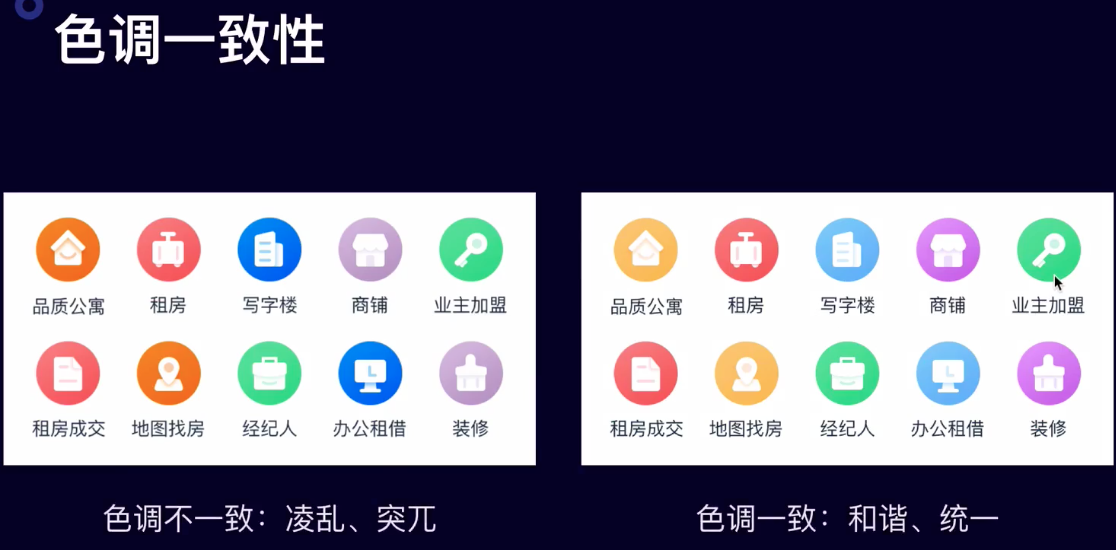 色调一致性
品质公寓 租房 写字楼 商铺 业主加盟
租房成交 地图找房 经纪人 办公租借 装修
色调不一致：凌乱、突兀
品质公寓 租房 写字楼 商铺 业主加盟
租房成交 地图找房 经纪人 办公租借 装修
色调一致：和谐、统一